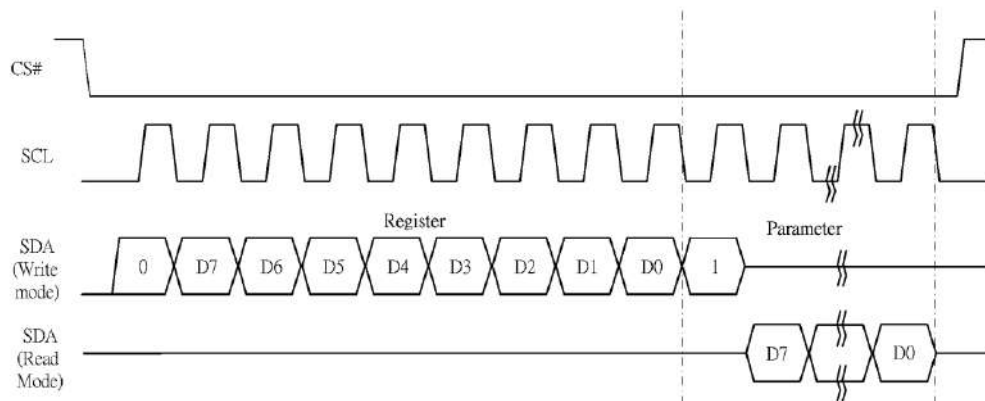 CS#
SCL
Register
Parameter
SDA
(Write
mode)
0 D7 D6 D5 D4 D3 D2 D1 D0 1
SDA
(Read
Mode)
D7 D0